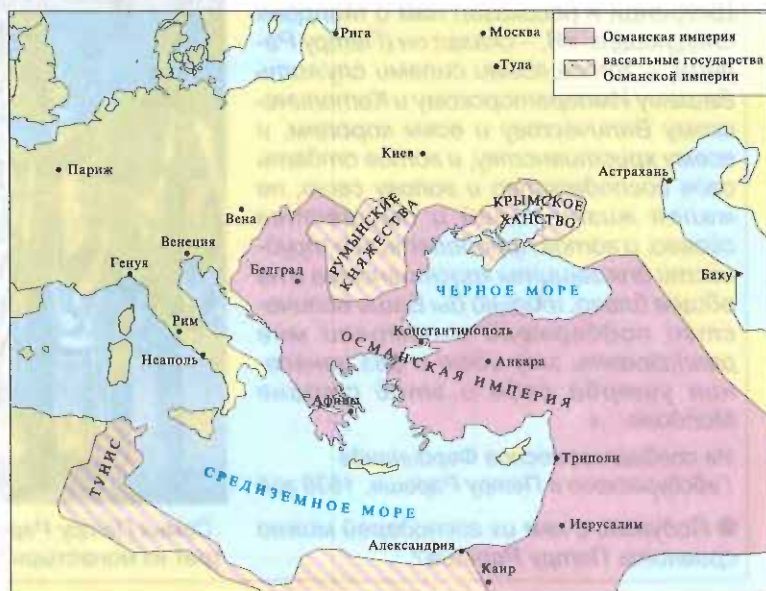 Рига
Москва
Тула
Османская империя
вассальные государства
Османской империи
Париж
Киев
Астрахань
Вена
РУМЫНСКИЕ
КНЯЖЕСТВА
КРЫМСКОЕ
ХАНСТВО
Венеция
Генуя
Белград
Баку
ЧЕРНОЕ МОРЕ
Рим
Неаполь
Константинополь
Анкара
ОСМАНСКАЯ ИМПЕРИЯ
Афины
ТУНИС
СРЕДИЗЕМНОЕ МОРЕ
Триполи
Иерусалим
Александрия
Каир